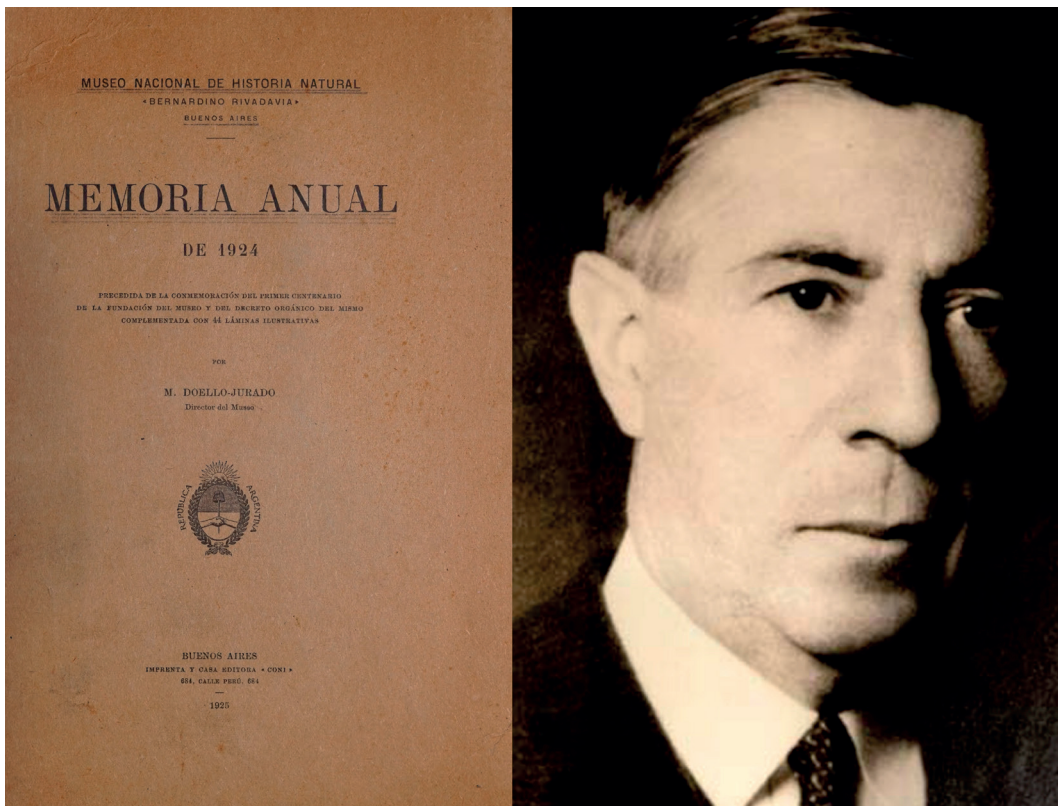 MUSEO NACIONAL DE HISTORIA NATURAL
«BERNARDINO RIVADAVIA»
BUENOS AIRES
MEMORIA ANUAL
DE 1924
PRECEDIDA DE LA CONMEMORACIÓN DEL PRIMER CENTENARIO
DE LA FUNDACIÓN DEL MUSEO Y DEL DECRETO ORGÁNICO DEL MISMO
COMPLEMENTADA CON 44 LÁMINAS ILUSTRATIVAS
POR
M. DOELLO-JURADO
Director del Museo
REPÚBLICA ARGENTINA
BUENOS AIRES
IMPRENTA Y CASA EDITORA «CONI»
684, CALLE PERÚ, 684
1925